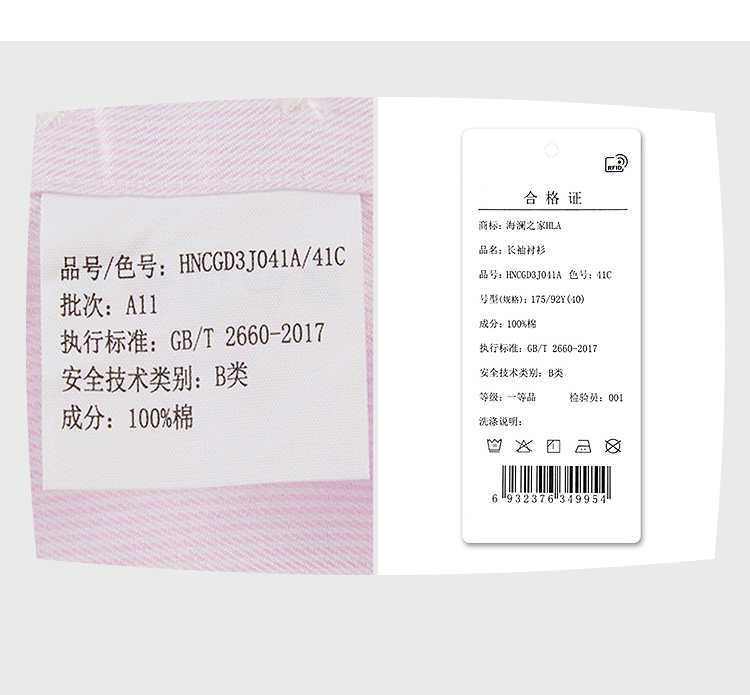 品号/色号: HNCGD3J041A/41C
批次: A11
执行标准: GB/T 2660-2017
安全技术类别: B类
成分: 100%棉
RFID
合格证
商标: 海澜之家HLA
品名: 长袖衬衫
品号: HNCGD3J041A 色号: 41C
号型(规格): 175/92Y(40)
成分: 100%棉
执行标准: GB/T 2660-2017
安全技术类别: B类
等级: 一等品 检验员: 001
洗涤说明:
6 932376 349954